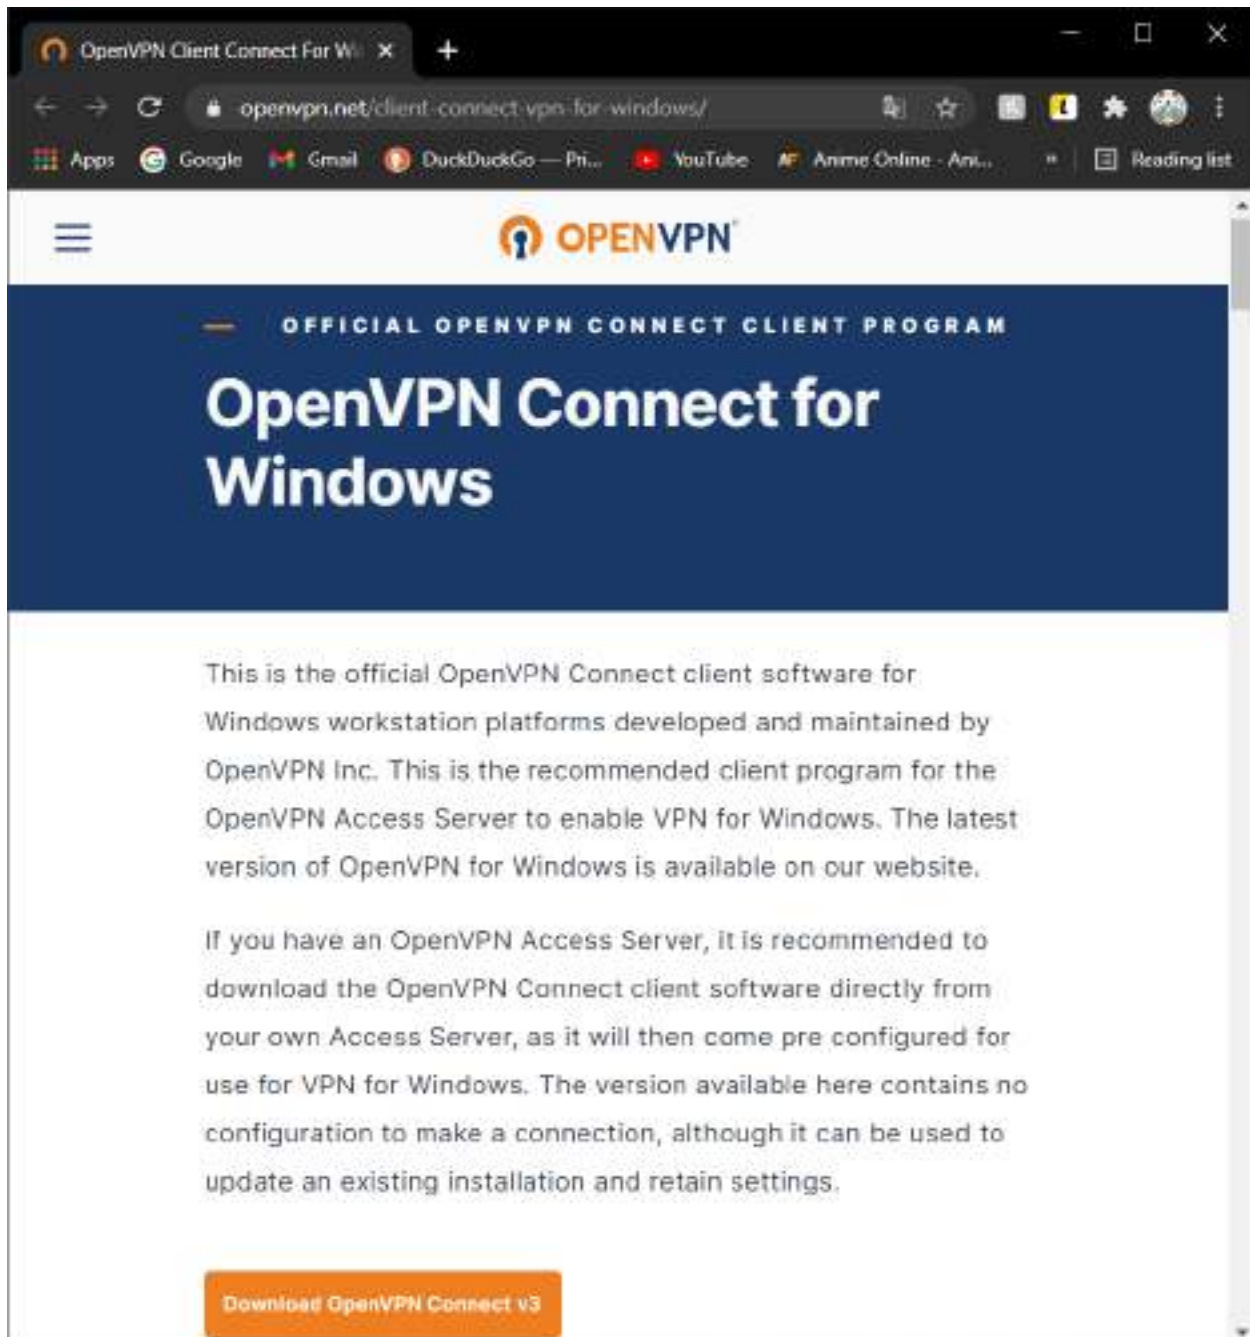 OpenVPN Client Connect For Wi
openvpn.net/client-connect-vpn-for-windows/
Apps Google Gmail DuckDuckGo — Pri... YouTube AF Anime Online - Ani... » Reading list
OPENVPN
OFFICIAL OPENVPN CONNECT CLIENT PROGRAM
OpenVPN Connect for
Windows
This is the official OpenVPN Connect client software for
Windows workstation platforms developed and maintained by
OpenVPN Inc. This is the recommended client program for the
OpenVPN Access Server to enable VPN for Windows. The latest
version of OpenVPN for Windows is available on our website.
If you have an OpenVPN Access Server, it is recommended to
download the OpenVPN Connect client software directly from
your own Access Server, as it will then come pre configured for
use for VPN for Windows. The version available here contains no
configuration to make a connection, although it can be used to
update an existing installation and retain settings.
Download OpenVPN Connect v3